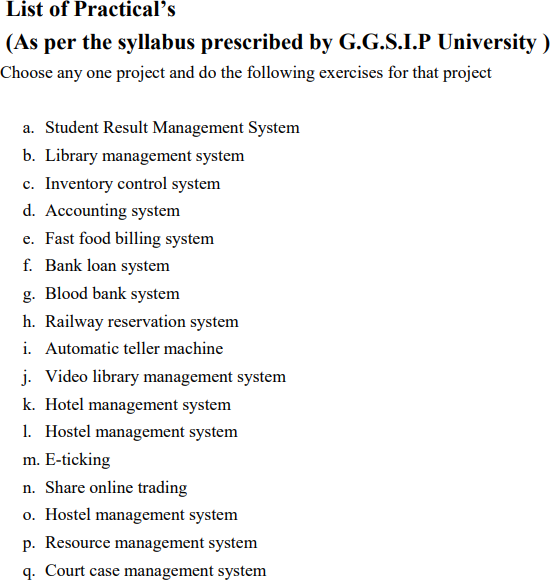 List of Practical's
(As per the syllabus prescribed by G.G.S.I.P University )
Choose any one project and do the following exercises for that project
a. Student Result Management System
b. Library management system
c. Inventory control system
d. Accounting system
e. Fast food billing system
f. Bank loan system
g. Blood bank system
h. Railway reservation system
i. Automatic teller machine
j. Video library management system
k. Hotel management system
l. Hostel management system
m. E-ticking
n. Share online trading
o. Hostel management system
p. Resource management system
q. Court case management system